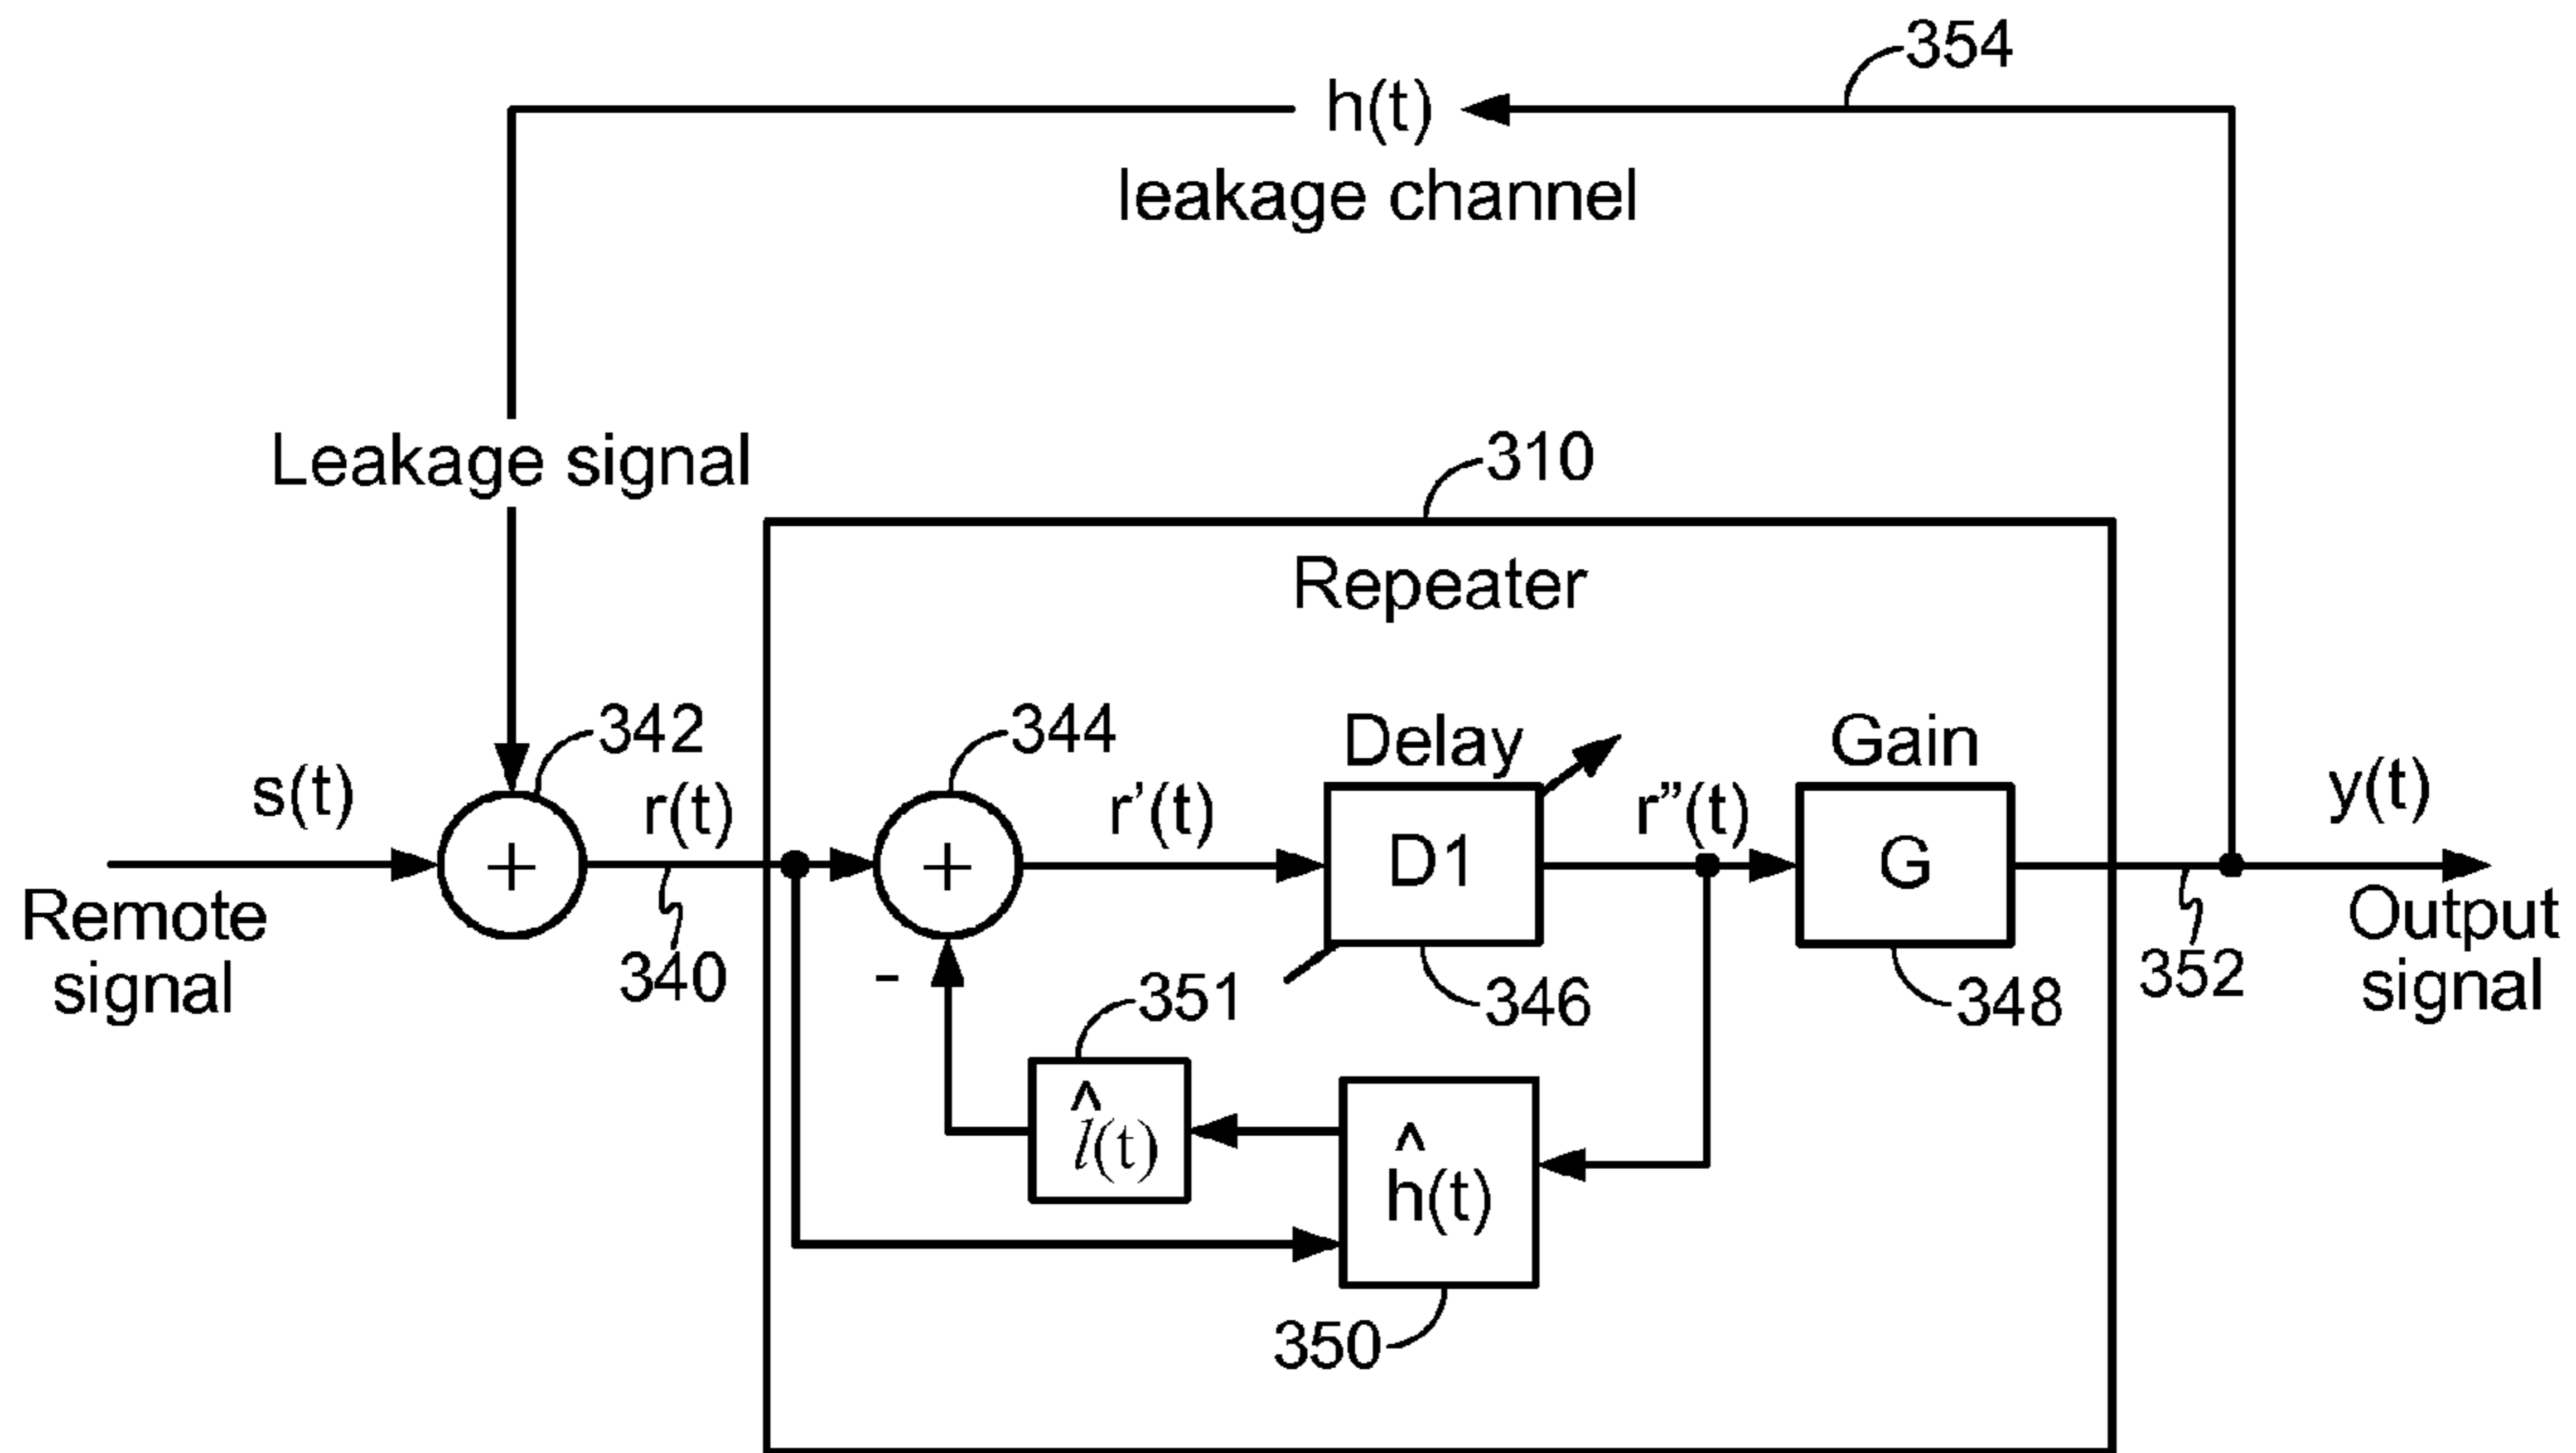 354
h(t)
leakage channel
Leakage signal
310
Repeater
342
344
Delay
Gain
s(t)
r(t)
r’(t)
r”(t)
y(t)
+
+
D1
G
Remote
signal
340
-
351
346
348
352
Output
signal
l̂(t)
ĥ(t)
350